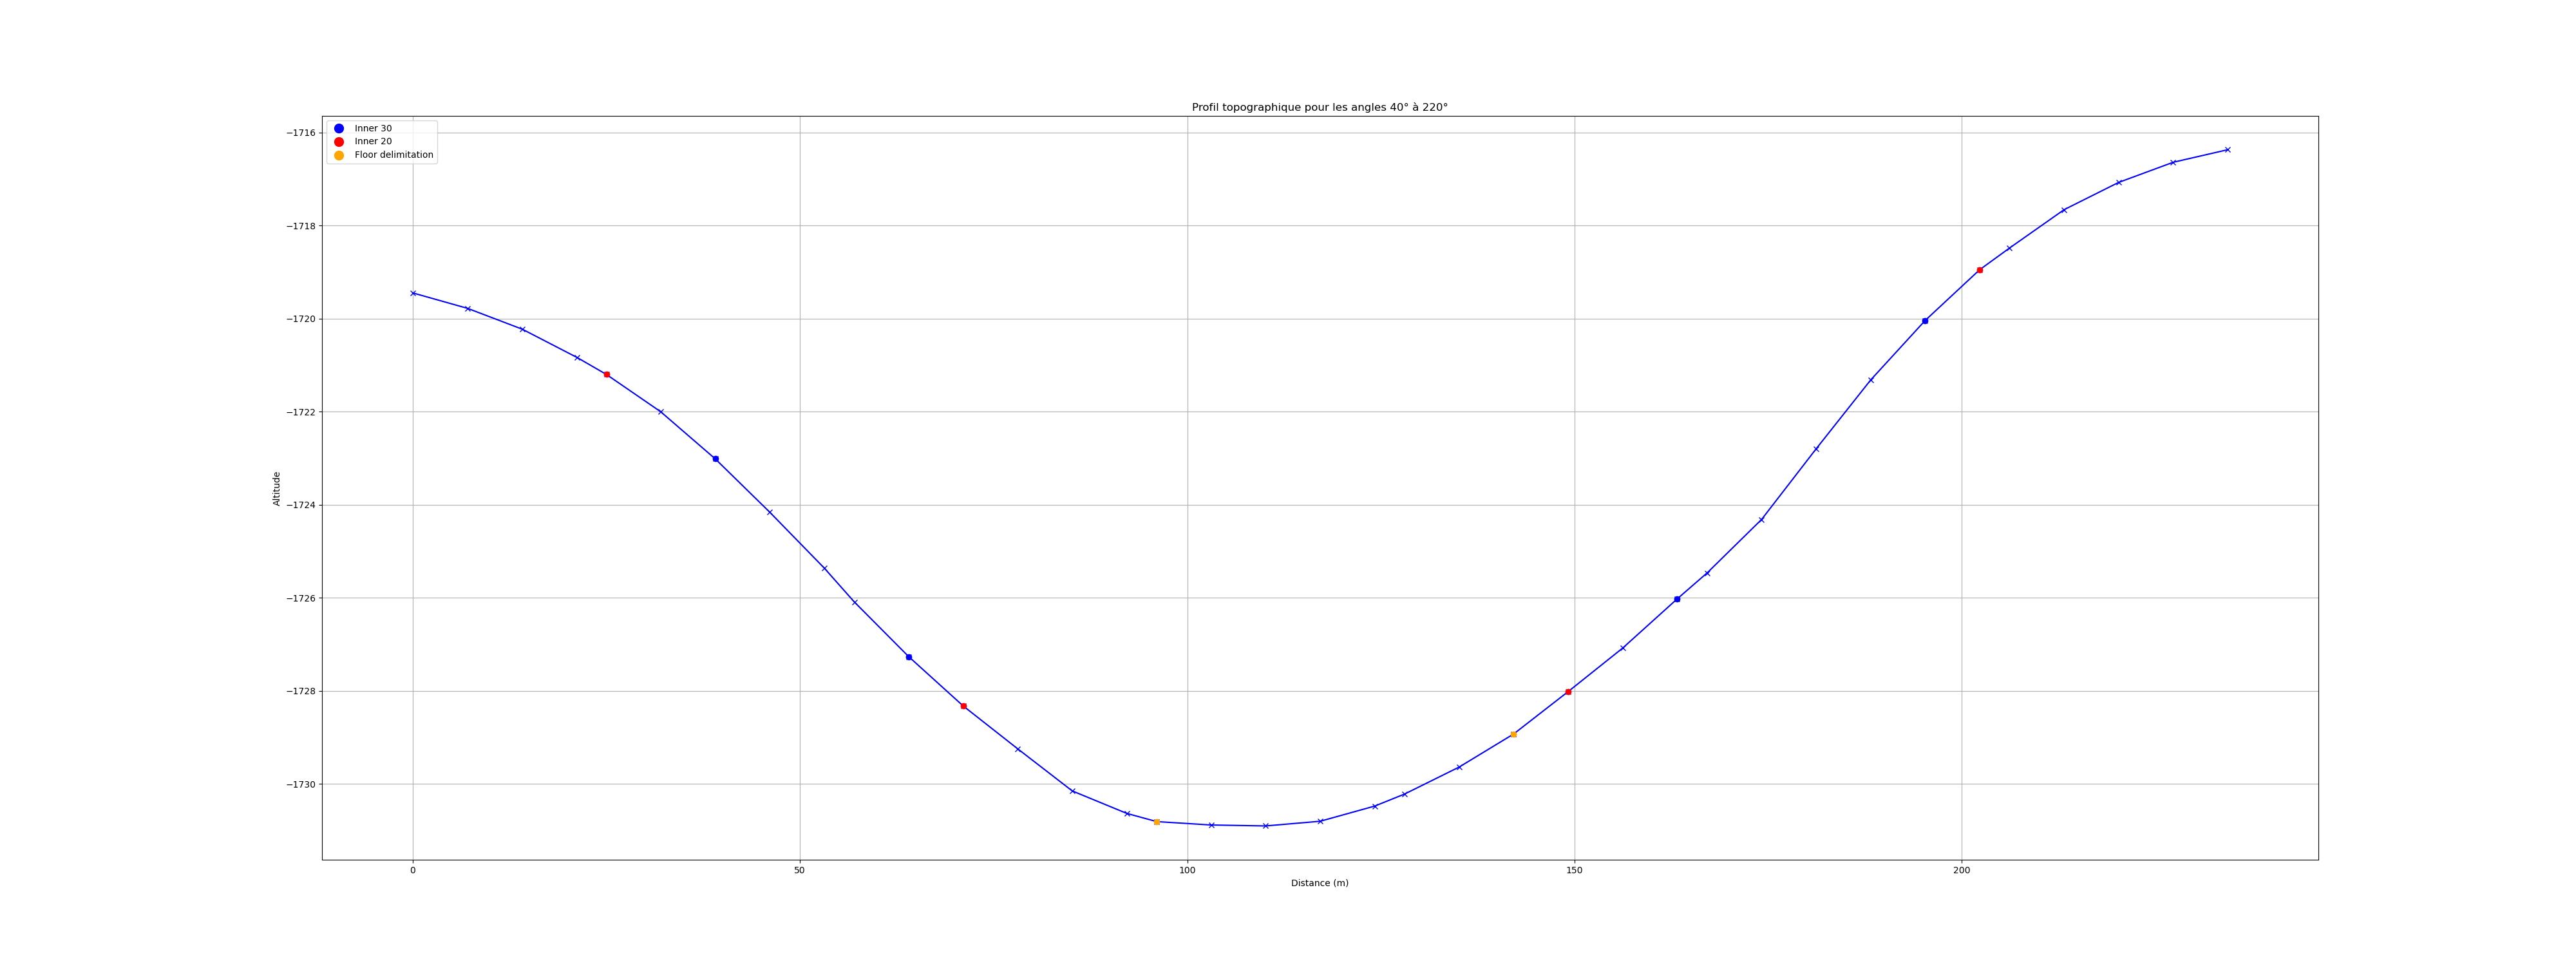 Profil topographique pour les angles 40° à 220°
Inner 30
Inner 20
Floor delimitation
−1716
−1718
−1720
−1722
−1724
−1726
−1728
−1730
Altitude
0 50 100 150 200
Distance (m)